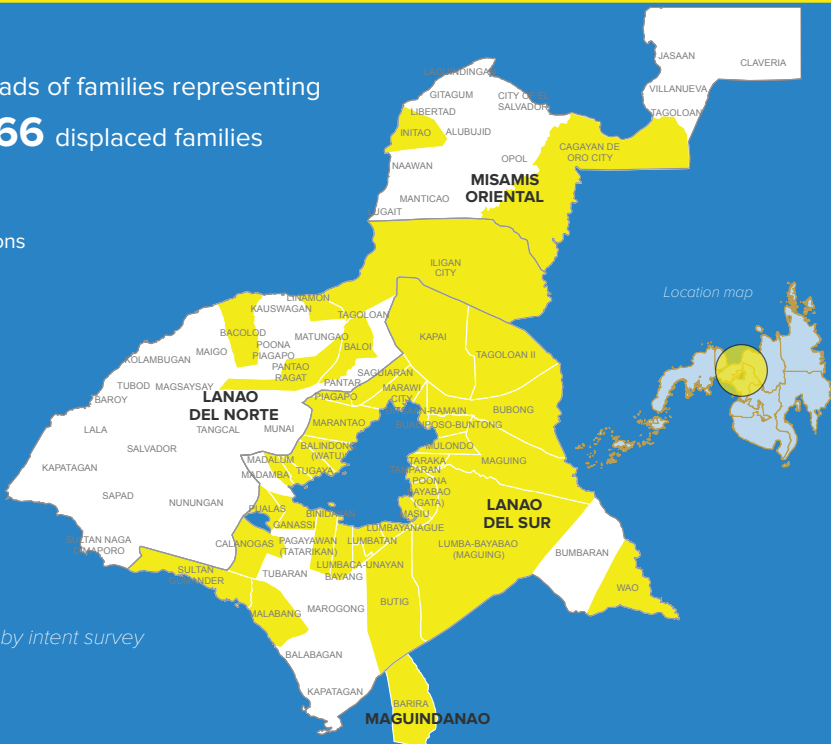 ads of families representing
66 displaced families
ons
by intent survey
Location map
JASAAN
CLAVERIA
VILLANUEVA
TAGOLOAN
LAGUINDINGAN
GITAGUM
CITY OF EL
SALVADOR
LIBERTAD
INITAO
ALUBIJID
CAGAYAN DE
ORO CITY
OPOL
NAAWAN
MISAMIS
ORIENTAL
MANTICAO
UGAIT
ILIGAN
CITY
LINAMON
KAUSWAGAN
TAGOLOAN
BACOLOD
MATUNGAO
KAPAI
POONA
PIAGAPO
BALOI
MAIGO
TAGOLOAN II
KOLAMBUGAN
PANTAO
RAGAT
SAGUIARAN
PANTAR
TUBOD
MAGSAYSAY
MARAWI
CITY
BAROY
LANAO
DEL NORTE
PIAGAPO
BUBONG
MARANTAO
LALA
TANGCAL
MUNAI
MULONDO
SALVADOR
BALINDONG
(WATU)
MADALUM
TARAKA
MAGUING
KAPATAGAN
MADAMBA
TUGAYA
POONA
BAYABAO
(GATA)
SAPAD
NUNUNGAN
PUALAS
BINIDAYAN
MASIU
LANAO
DEL SUR
GANASSI
LUMBAYANAGUE
SULTAN NAGA
DIMAPORO
CALANOGAS
PAGAYAWAN
(TATARIKAN)
LUMBATAN
LUMBA-BAYABAO
(MAGUING)
BUMBARAN
SULTAN
TUBARAN
LUMBACA-UNAYAN
BAYANG
WAO
MALABANG
MAROGONG
BUTIG
BALABAGAN
KAPATAGAN
BARIRA
MAGUINDANAO